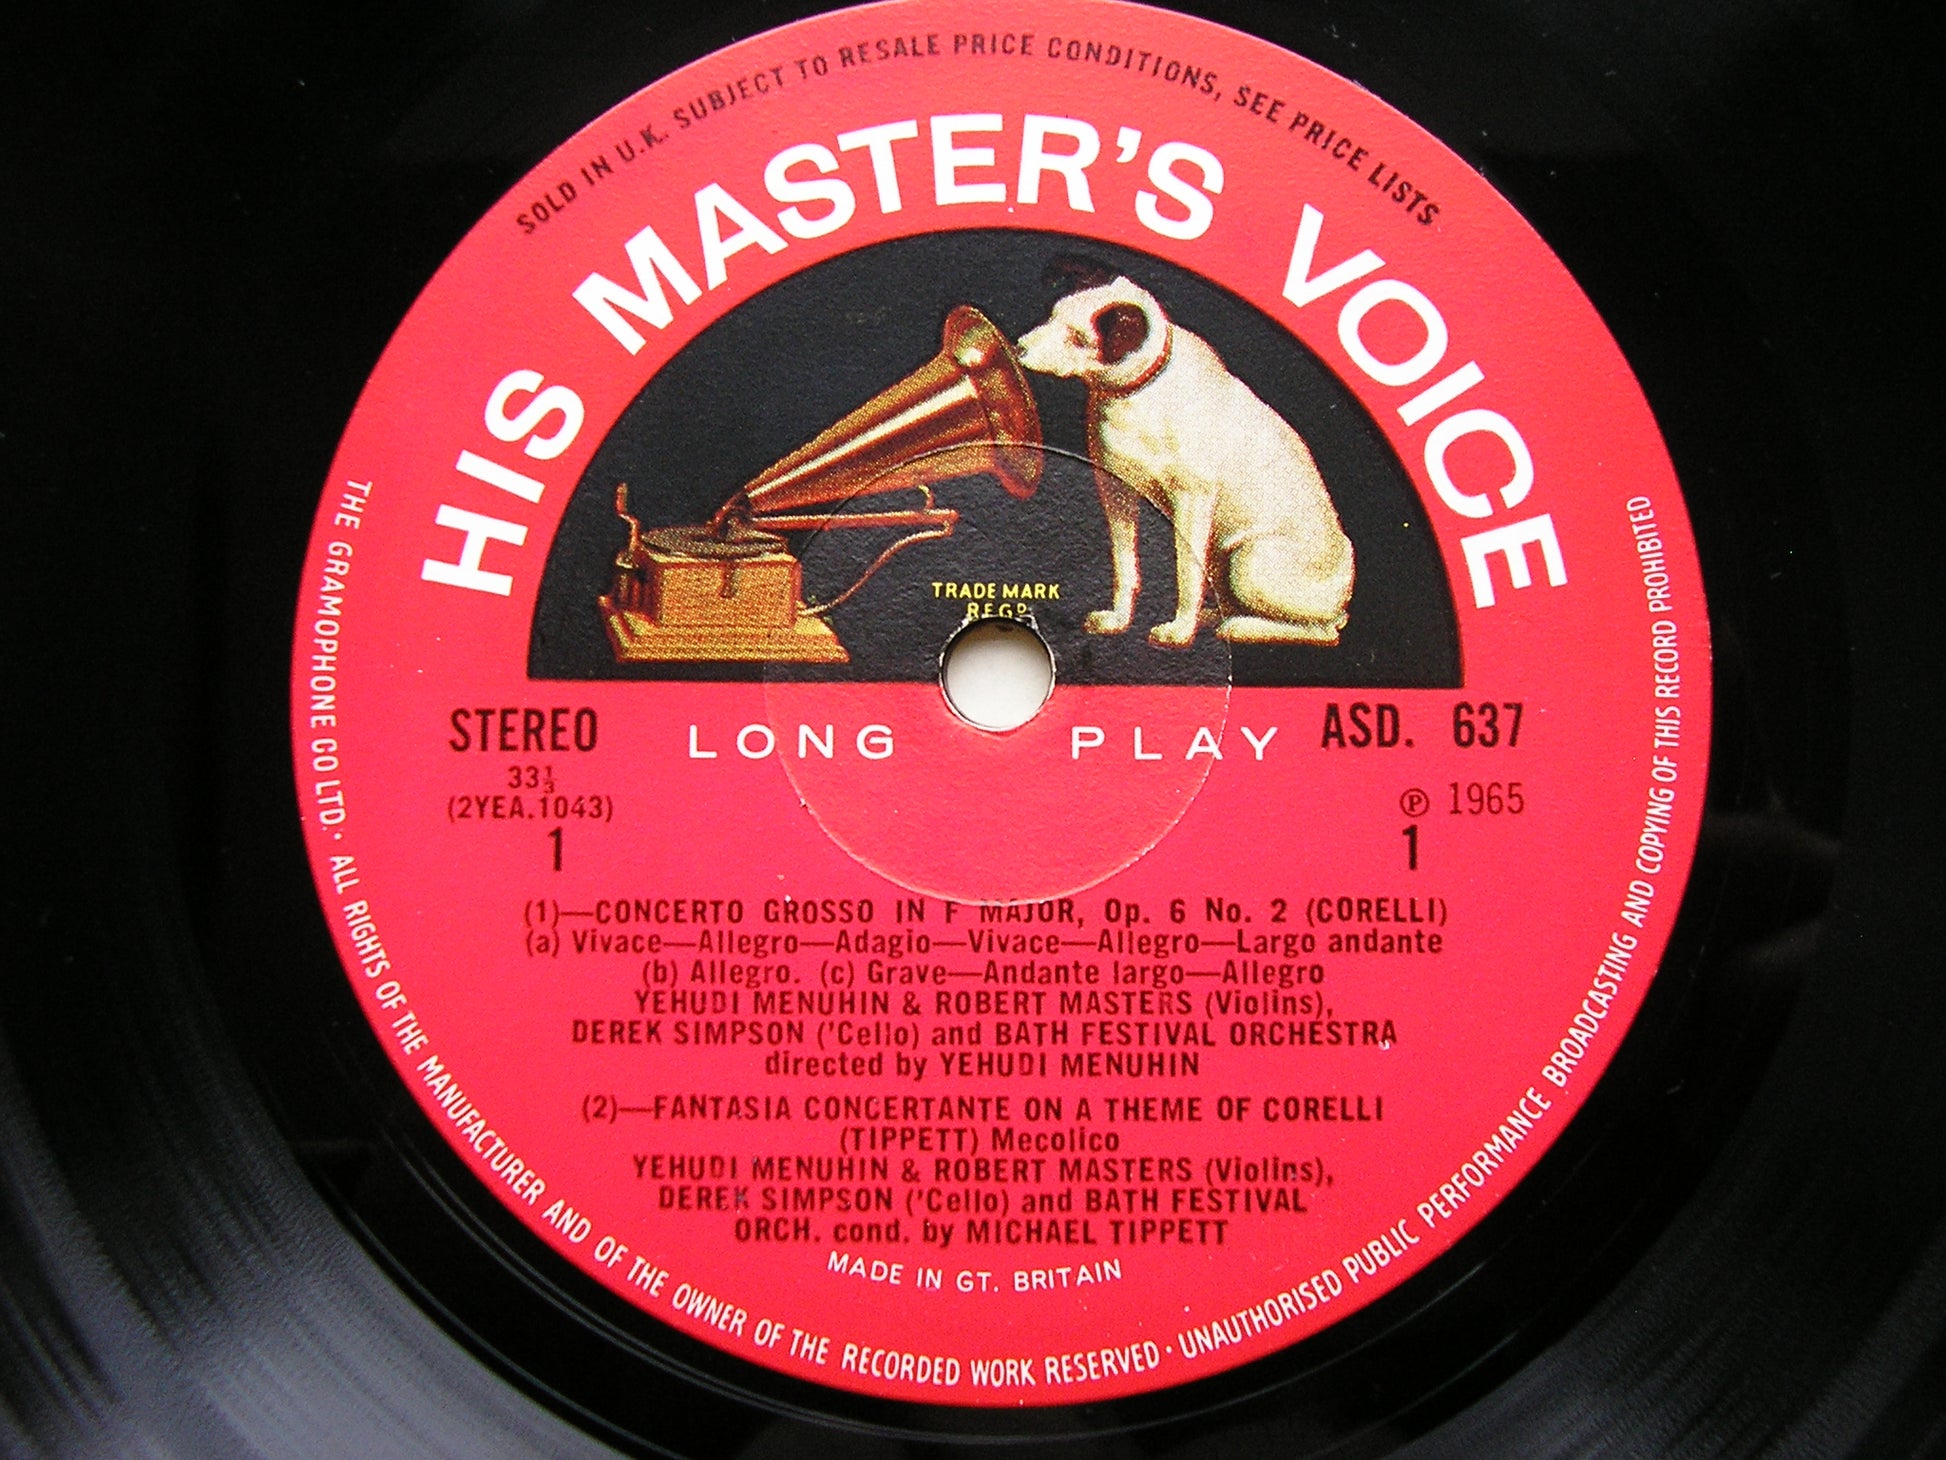 SOLD IN U.K. SUBJECT TO RESALE PRICE CONDITIONS, SEE PRICE LISTS
HIS MASTER'S VOICE
TRADE MARK
REGD
STEREO
33⅓
(2YEA.1043)
1
LONG PLAY
ASD. 637
℗ 1965
1
(1)—CONCERTO GROSSO IN F MAJOR, Op. 6 No. 2 (CORELLI)
(a) Vivace—Allegro—Adagio—Vivace—Allegro—Largo andante
(b) Allegro. (c) Grave—Andante largo—Allegro
YEHUDI MENUHIN & ROBERT MASTERS (Violins),
DEREK SIMPSON ('Cello) and BATH FESTIVAL ORCHESTRA
directed by YEHUDI MENUHIN
(2)—FANTASIA CONCERTANTE ON A THEME OF CORELLI
(TIPPETT) Mecolico
YEHUDI MENUHIN & ROBERT MASTERS (Violins),
DEREK SIMPSON ('Cello) and BATH FESTIVAL
ORCH. cond. by MICHAEL TIPPETT
MADE IN GT. BRITAIN
THE GRAMOPHONE CO LTD. · ALL RIGHTS OF THE MANUFACTURER AND OF THE OWNER OF THE RECORDED WORK RESERVED · UNAUTHORISED PUBLIC PERFORMANCE BROADCASTING AND COPYING OF THIS RECORD PROHIBITED